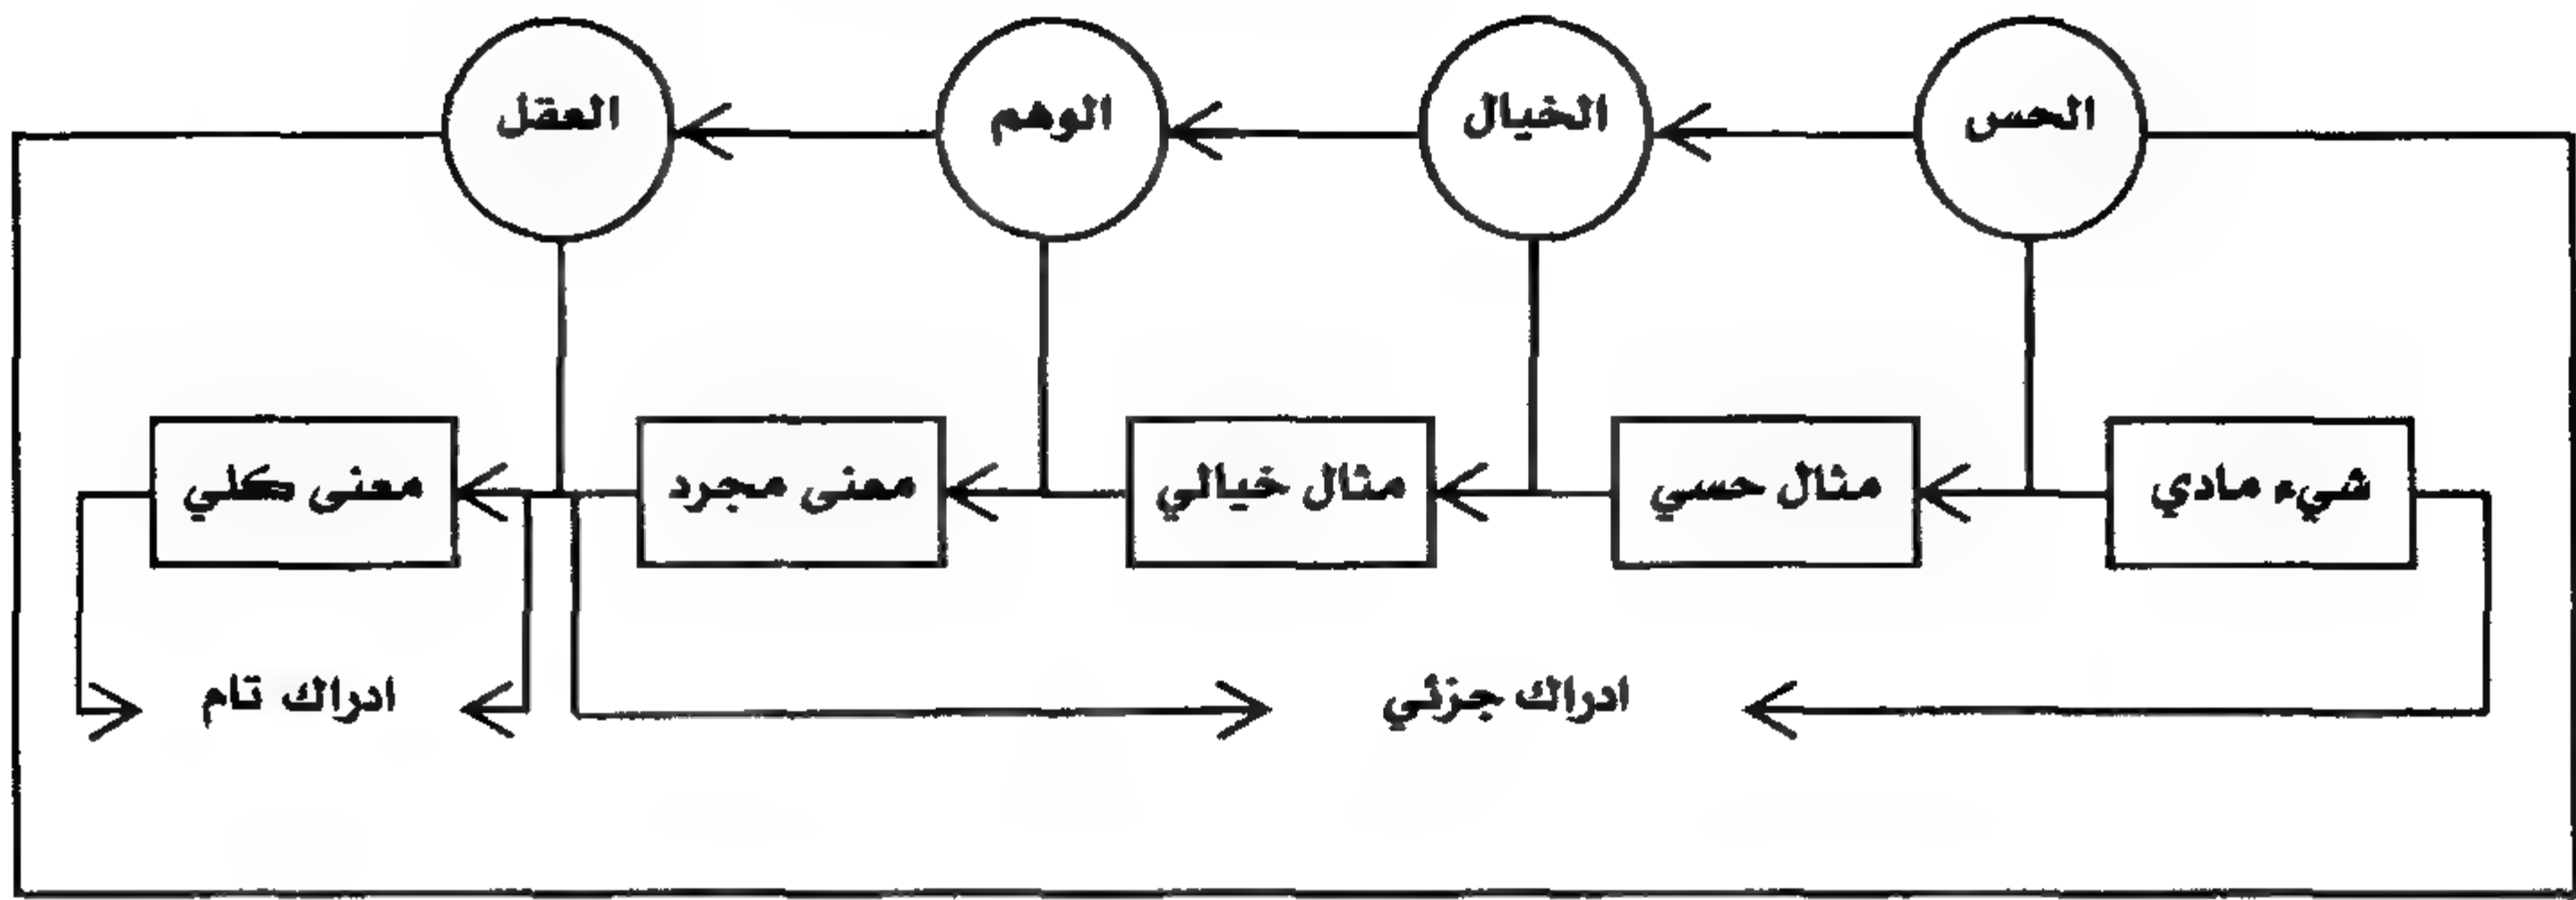 الحس
الخيال
الوهم
العقل
شيء مادي
مثال حسي
مثال خيالي
معنى مجرد
معنى كلي
ادراك جزئي
ادراك تام